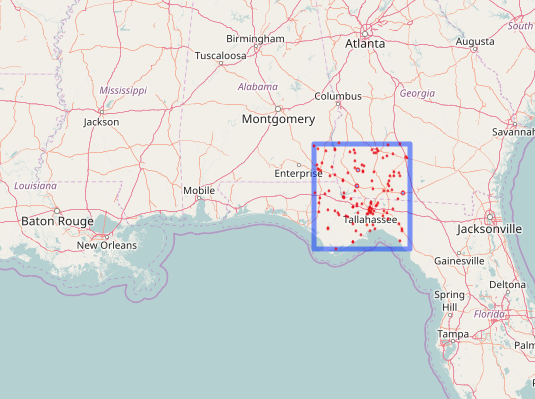 South
Birmingham
Atlanta
Augusta
Tuscaloosa
Mississippi
Alabama
Georgia
Columbus
Jackson
Montgomery
Savannah
Enterprise
Louisiana
Mobile
Baton Rouge
Tallahassee
Jacksonville
New Orleans
Gainesville
Deltona
Spring
Hill
Florida
Tampa
Palm